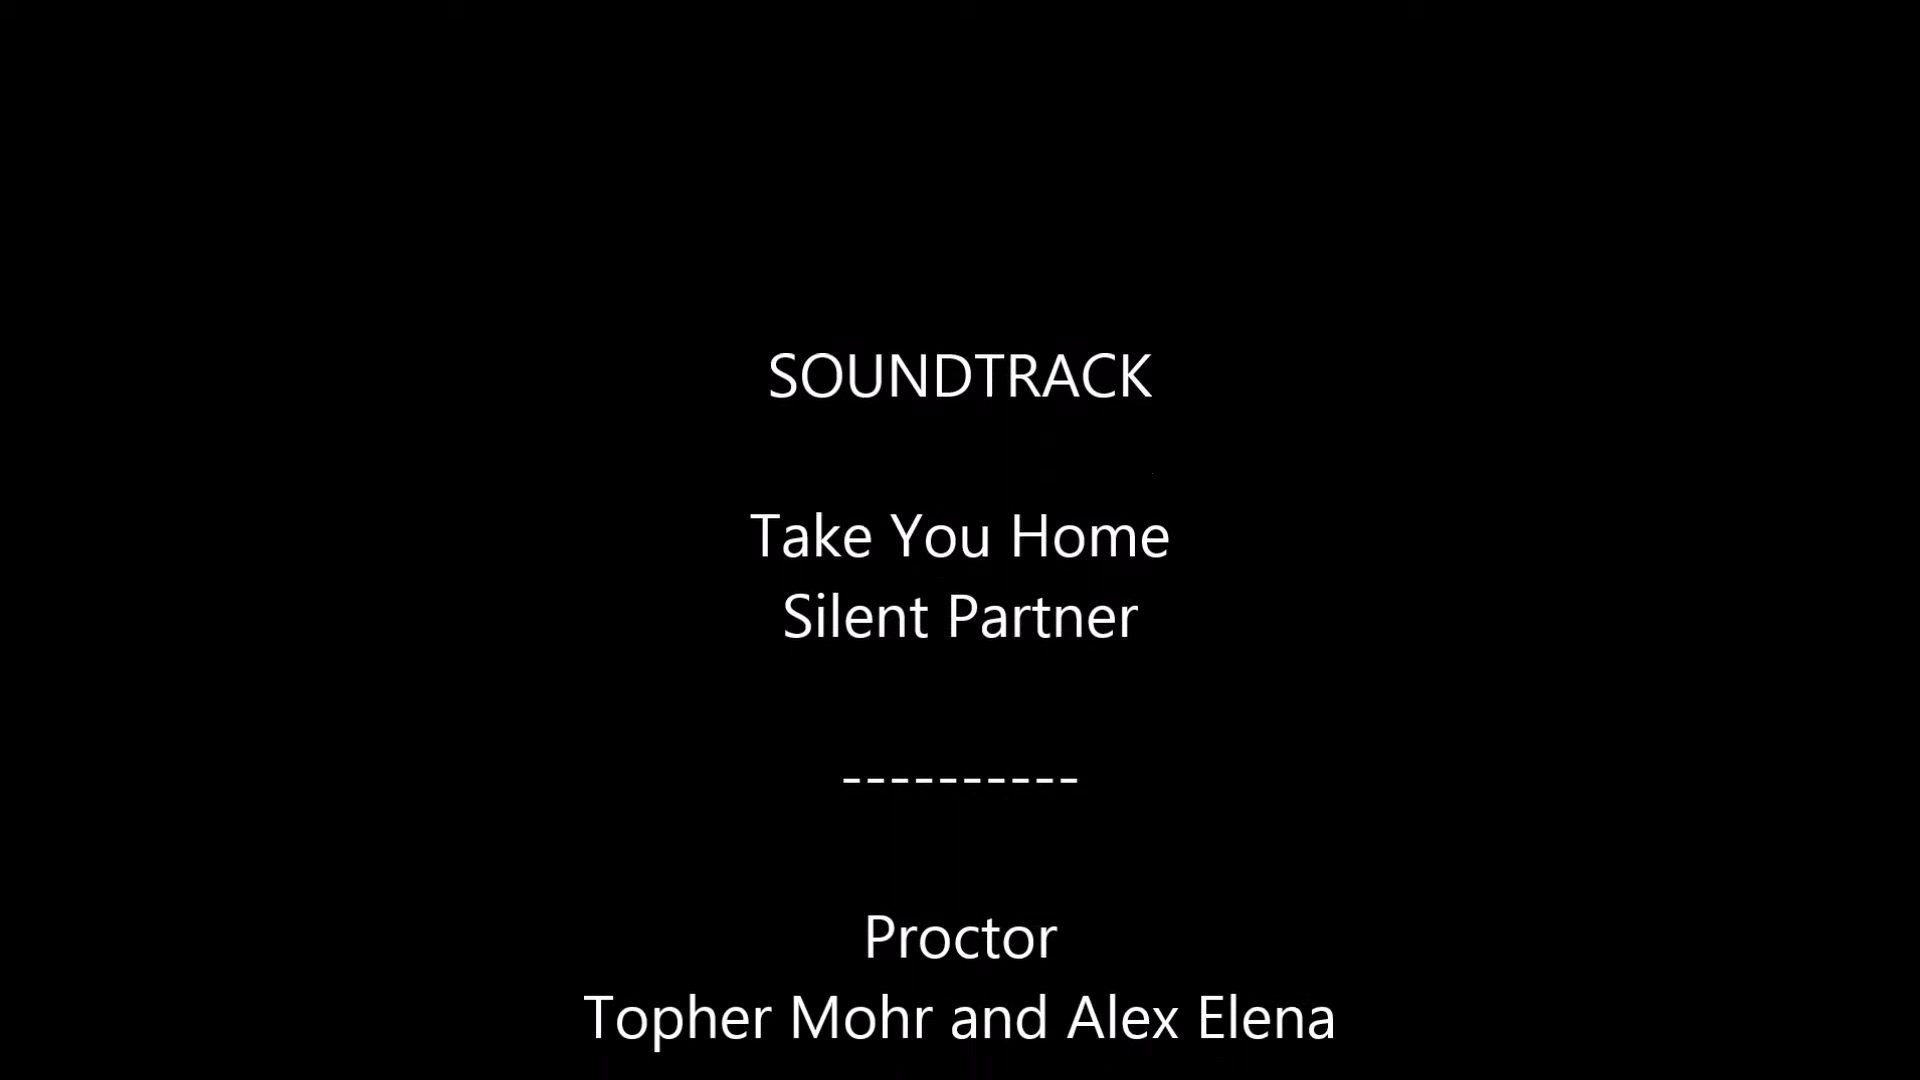 SOUNDTRACK
Take You Home
Silent Partner
----------
Proctor
Topher Mohr and Alex Elena